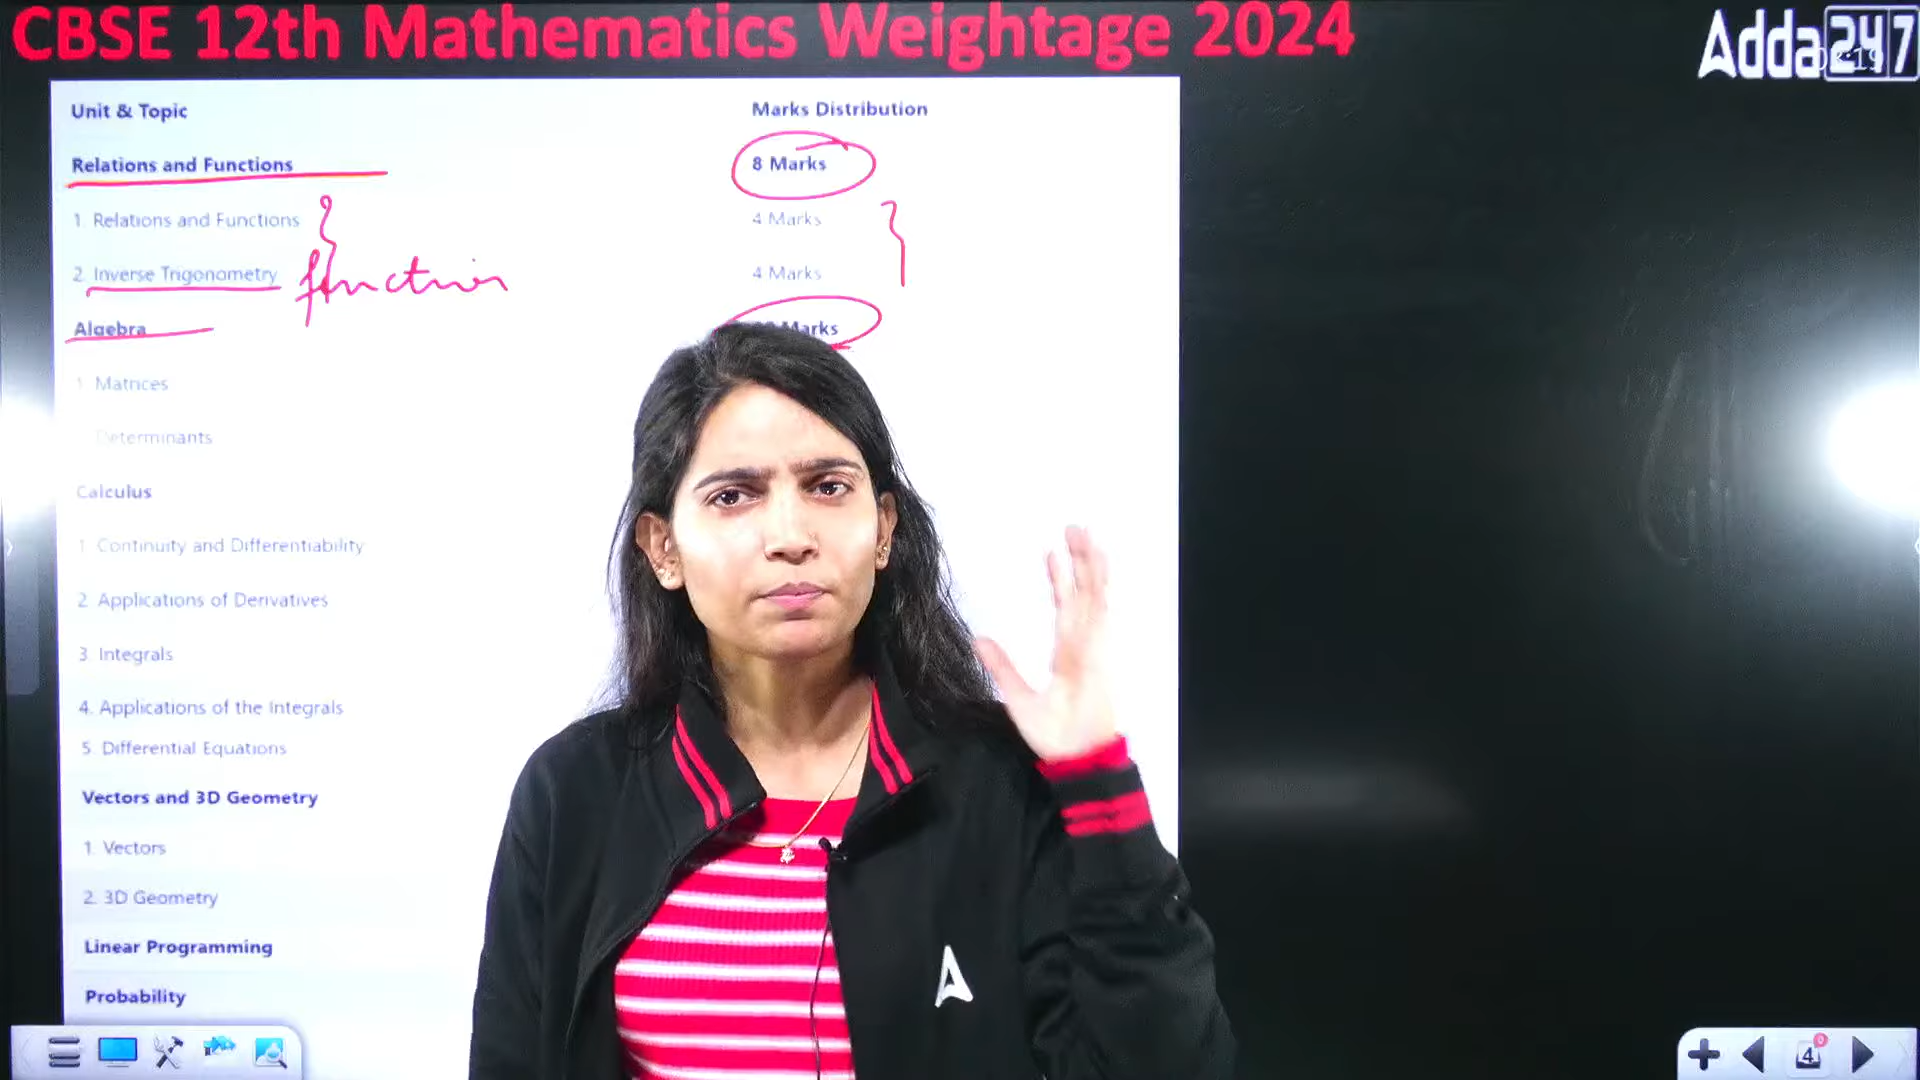 CBSE 12th Mathematics Weightage 2024
Adda247
Unit & Topic Marks Distribution
Relations and Functions 8 Marks
1. Relations and Functions 4 Marks
2. Inverse Trigonometry function 4 Marks
Algebra Marks
1. Matrices
Determinants
Calculus
1. Continuity and Differentiability
2. Applications of Derivatives
3. Integrals
4. Applications of the Integrals
5. Differential Equations
Vectors and 3D Geometry
1. Vectors
2. 3D Geometry
Linear Programming
Probability
4